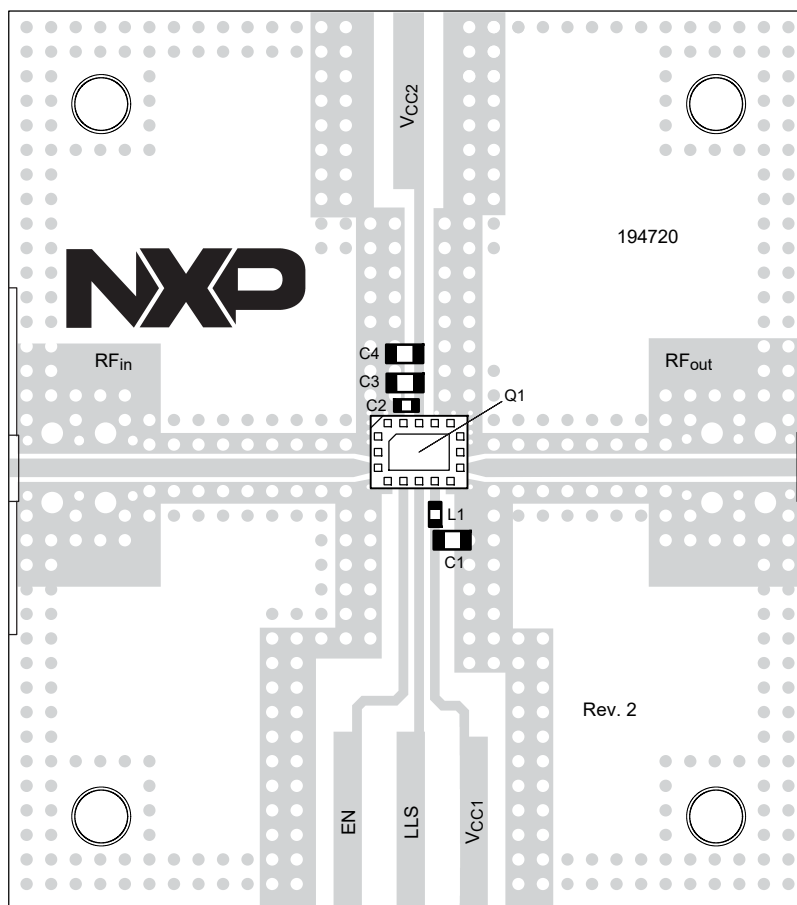 VCC2
194720
NXP
RFin
RFout
C4
C3
C2
Q1
L1
C1
Rev. 2
EN
LLS
VCC1